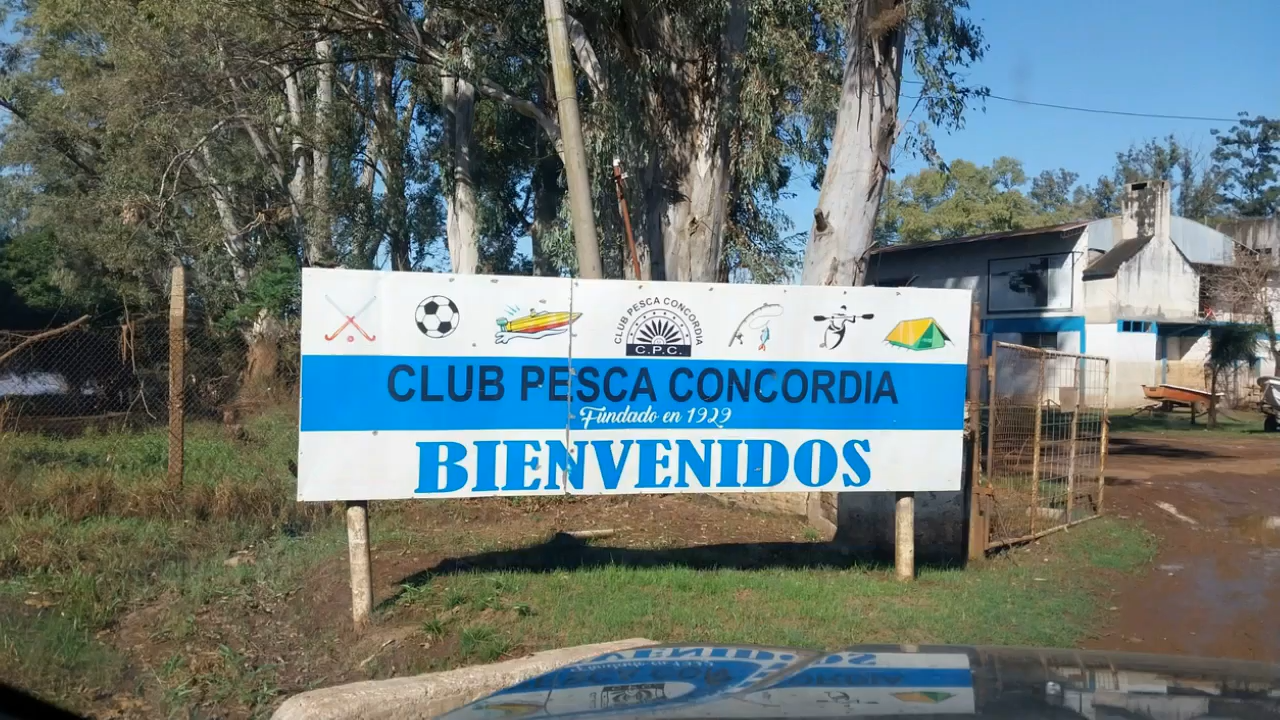 CLUB PESCA CONCORDIA
C.P.C.
CLUB PESCA CONCORDIA
Fundado en 1929
BIENVENIDOS